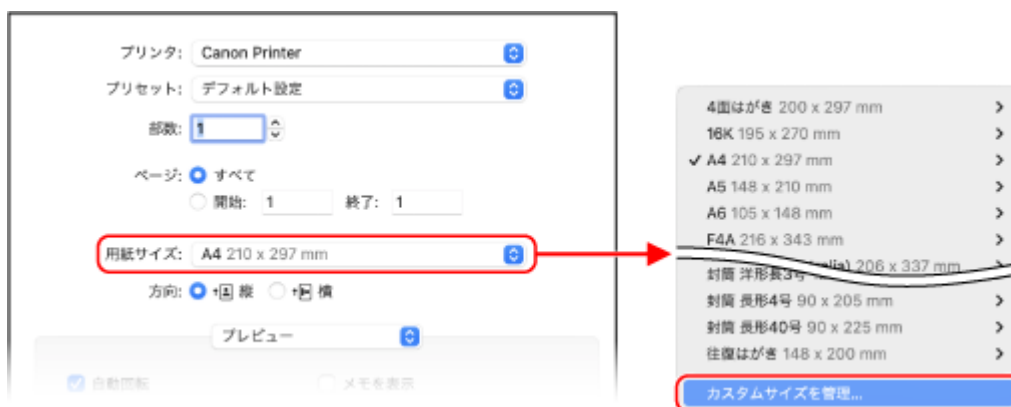 プリンタ: Canon Printer
プリセット: デフォルト設定
部数: 1
ページ: すべて
開始: 1 終了: 1
用紙サイズ: A4 210 x 297 mm
方向: 縦 横
プレビュー
自動回転 メモを表示
4面はがき 200 x 297 mm
16K 195 x 270 mm
✓ A4 210 x 297 mm
A5 148 x 210 mm
A6 105 x 148 mm
F4A 216 x 343 mm
206 x 337 mm
封筒 洋形長3号
封筒 長形4号 90 x 205 mm
封筒 長形40号 90 x 225 mm
往復はがき 148 x 200 mm
カスタムサイズを管理...